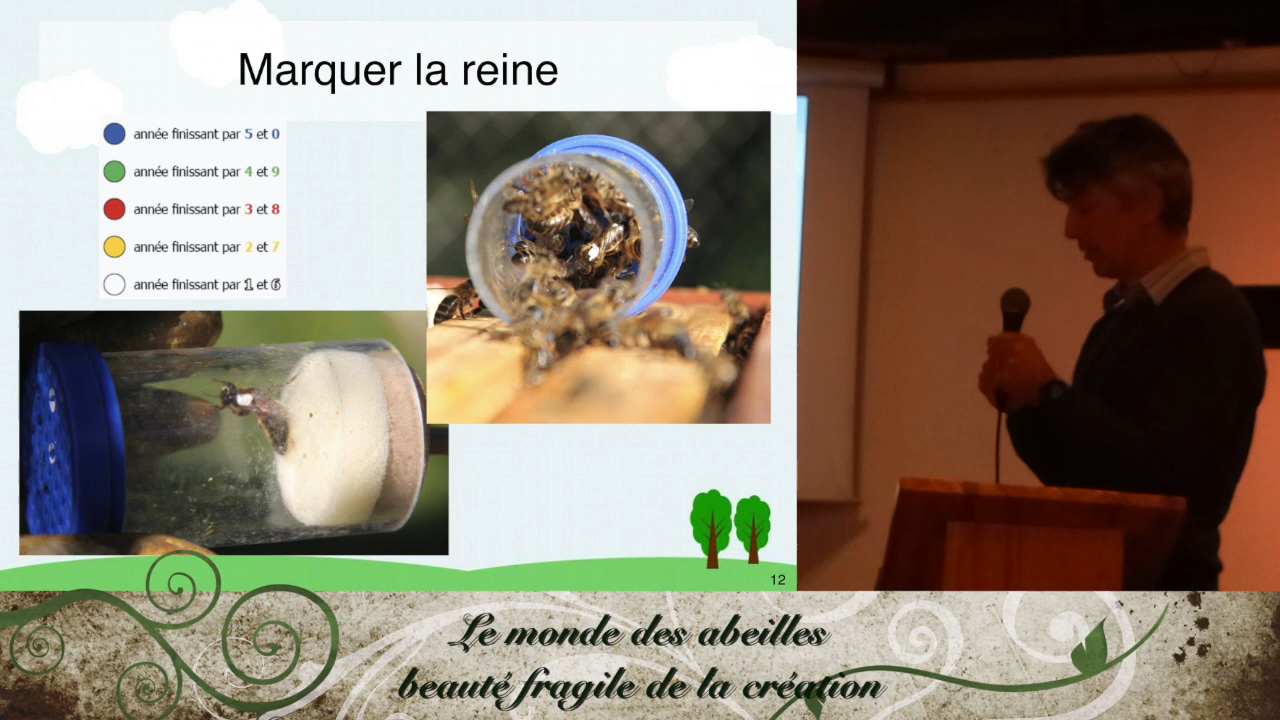 Marquer la reine
année finissant par 5 et 0
année finissant par 4 et 9
année finissant par 3 et 8
année finissant par 2 et 7
année finissant par 1 et 6
12
Le monde des abeilles
beauté fragile de la création